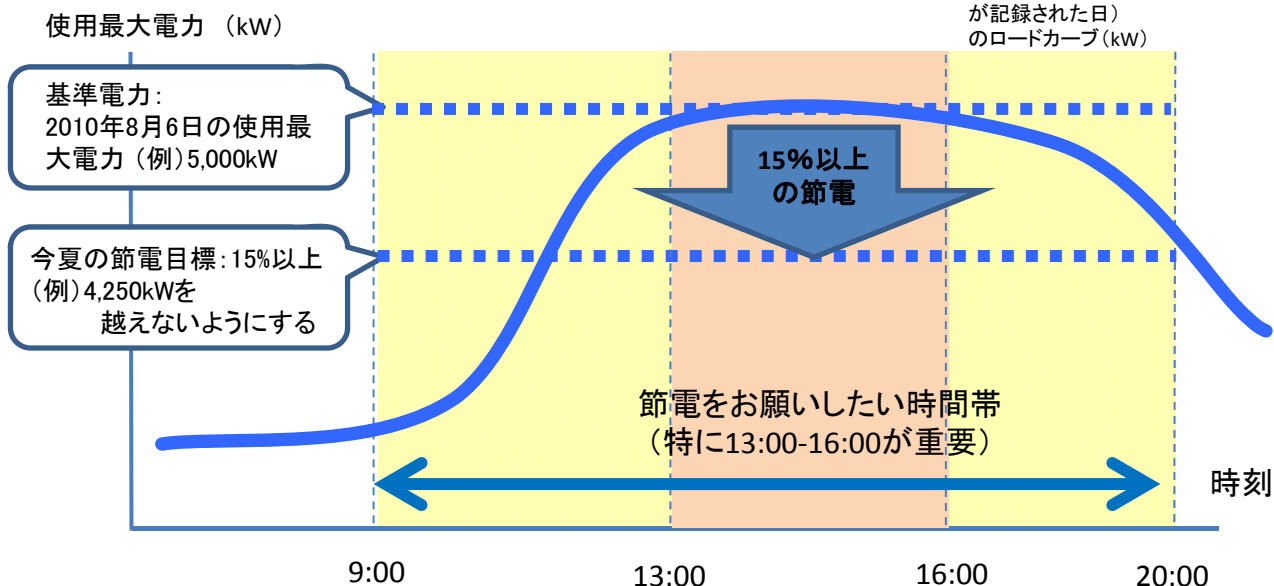 が記録された日）
のロードカーブ（kW）
使用最大電力 （kW）
基準電力：
2010年8月6日の使用最
大電力 （例）5,000kW
15％以上
の節電
今夏の節電目標：15%以上
（例）4,250kWを
越えないようにする
節電をお願いしたい時間帯
（特に13:00-16:00が重要）
時刻
9:00
13:00
16:00
20:00